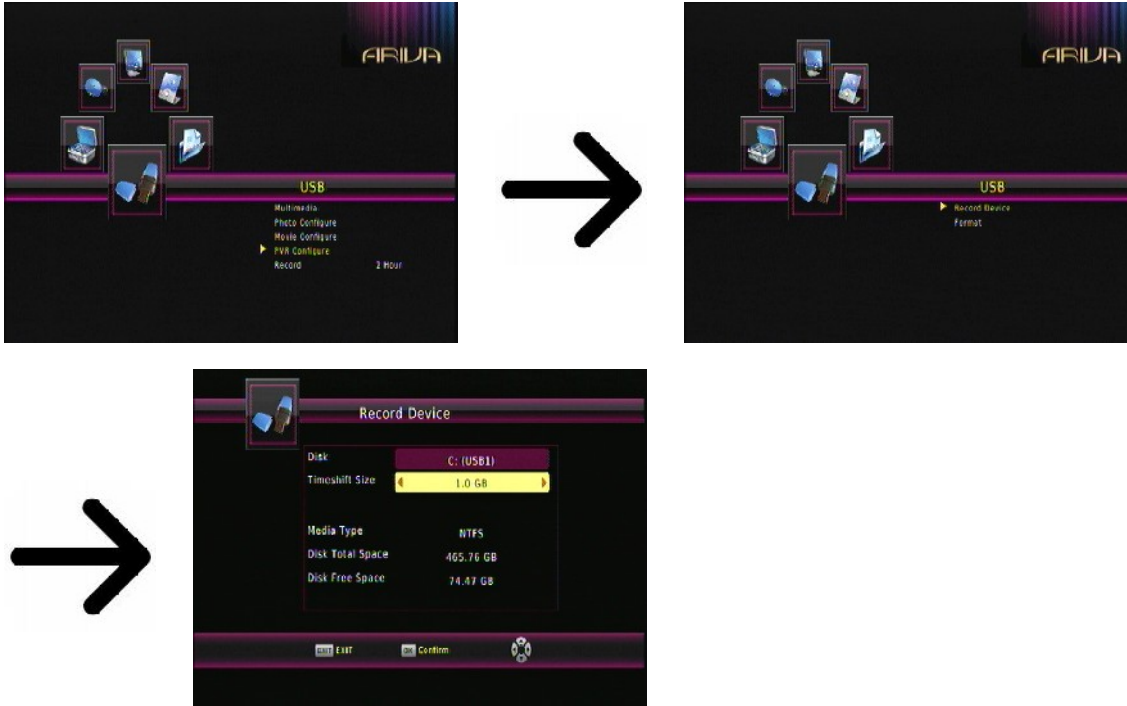 ARIVA
USB
Multimedia
Photo Configure
Movie Configure
PVR Configure
Record 2 Hour
ARIVA
USB
Record Device
Format
Record Device
Disk C: (USB1)
Timeshift Size 1.0 GB
Media Type NTFS
Disk Total Space 465.76 GB
Disk Free Space 74.47 GB
EXIT EXIT OK Confirm